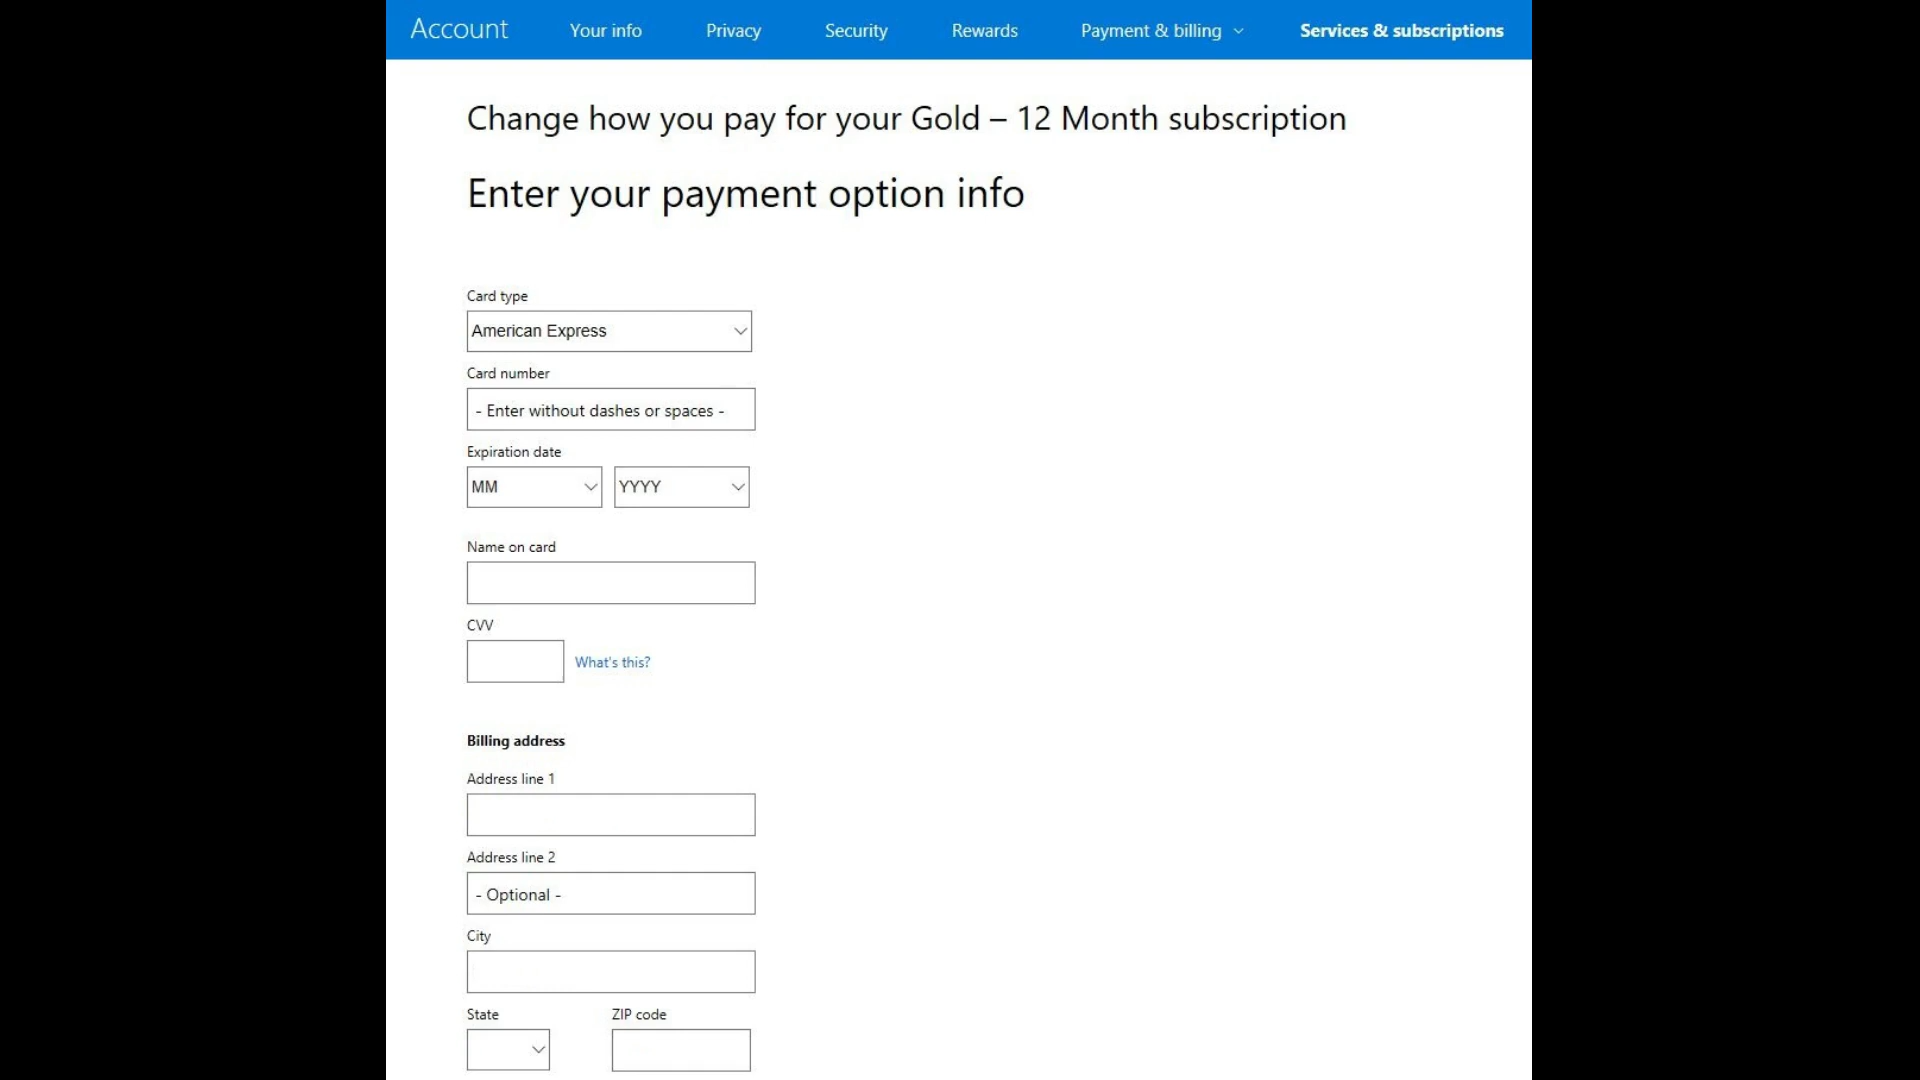 Account Your info Privacy Security Rewards Payment & billing Services & subscriptions
Change how you pay for your Gold – 12 Month subscription
Enter your payment option info
Card type
American Express
Card number
- Enter without dashes or spaces -
Expiration date
MM YYYY
Name on card
CVV
What's this?
Billing address
Address line 1
Address line 2
- Optional -
City
State ZIP code